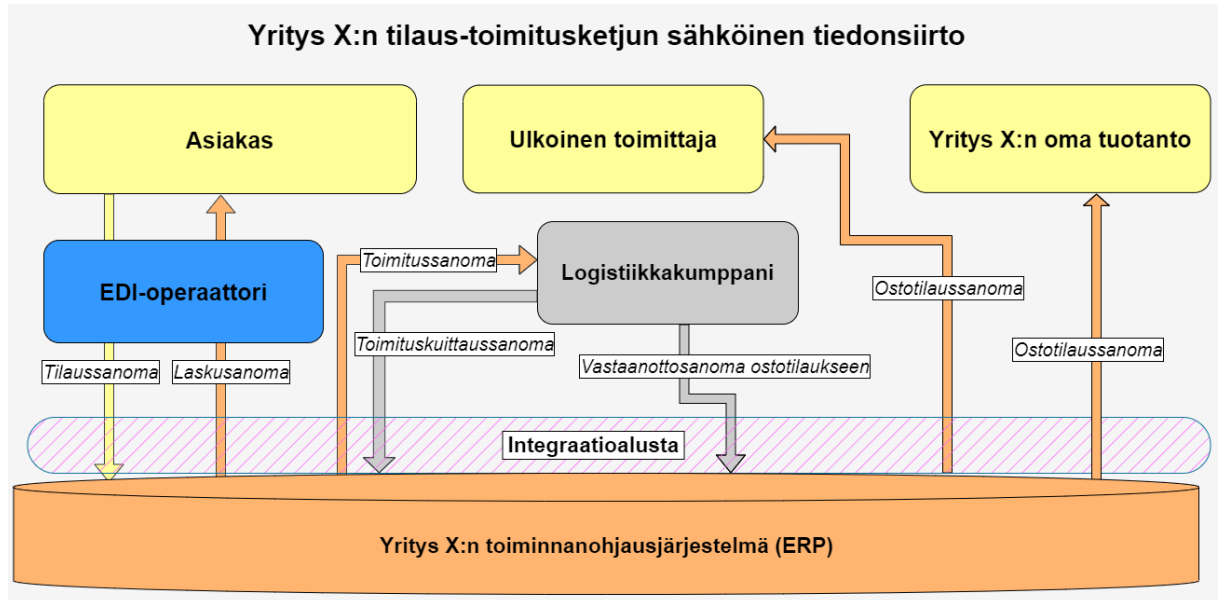 Yritys X:n tilaus-toimitusketjun sähköinen tiedonsiirto
Asiakas
Ulkoinen toimittaja
Yritys X:n oma tuotanto
EDI-operaattori
Toimitussanoma
Logistiikkakumppani
Ostotilaussanoma
Toimituskuittaussanoma
Ostotilaussanoma
Tilaussanoma
Laskusanoma
Vastaanottosanoma ostotilaukseen
Integraatioalusta
Yritys X:n toiminnanohjausjärjestelmä (ERP)